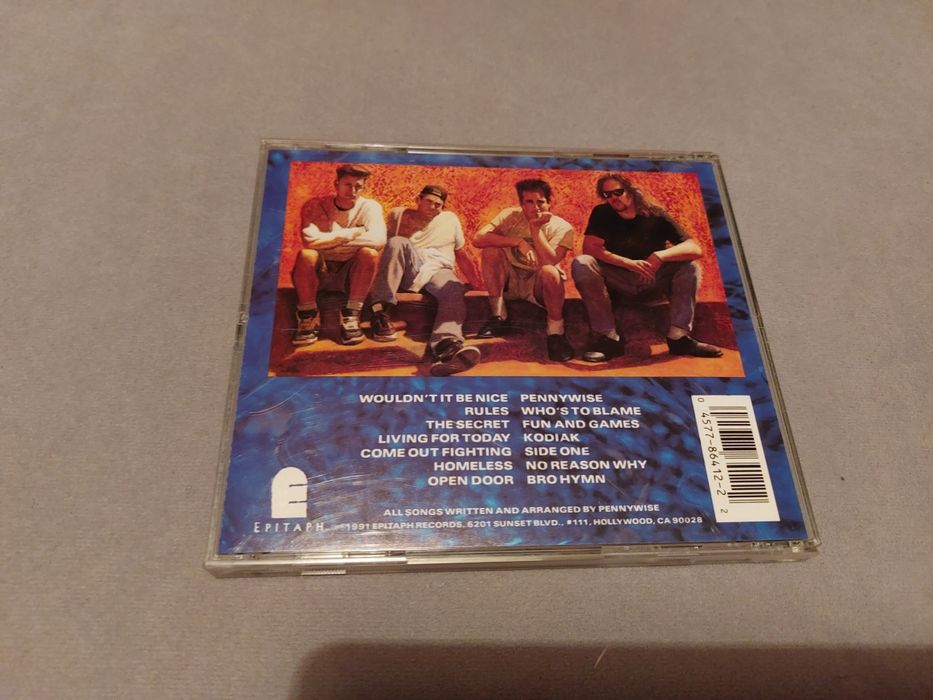 WOULDN'T IT BE NICE PENNYWISE
RULES WHO'S TO BLAME
THE SECRET FUN AND GAMES
LIVING FOR TODAY KODIAK
COME OUT FIGHTING SIDE ONE
HOMELESS NO REASON WHY
OPEN DOOR BRO HYMN
0 4577-86412-2 2
E
EPITAPH
ALL SONGS WRITTEN AND ARRANGED BY PENNYWISE
©1991 EPITAPH RECORDS. 6201 SUNSET BLVD., #111, HOLLYWOOD, CA 90028